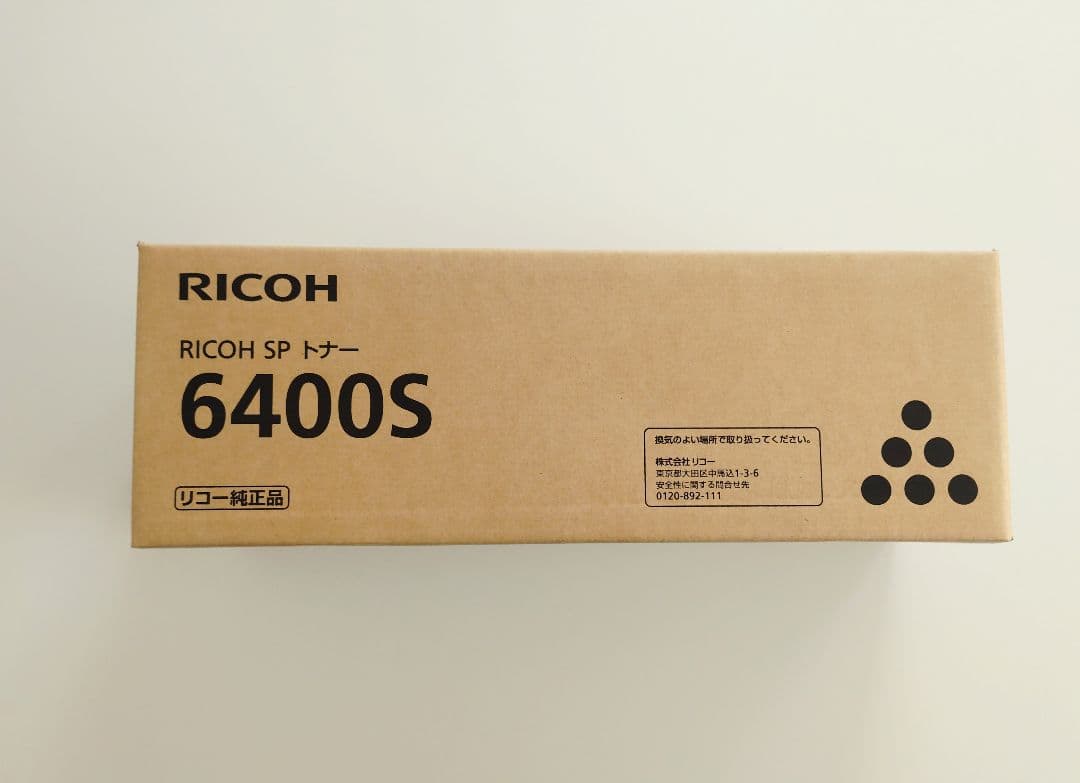 RICOH
RICOH SP トナー
6400S
リコー純正品
換気のよい場所で取り扱ってください。
株式会社リコー
東京都大田区中馬込1-3-6
安全性に関する問合せ先
0120-892-111